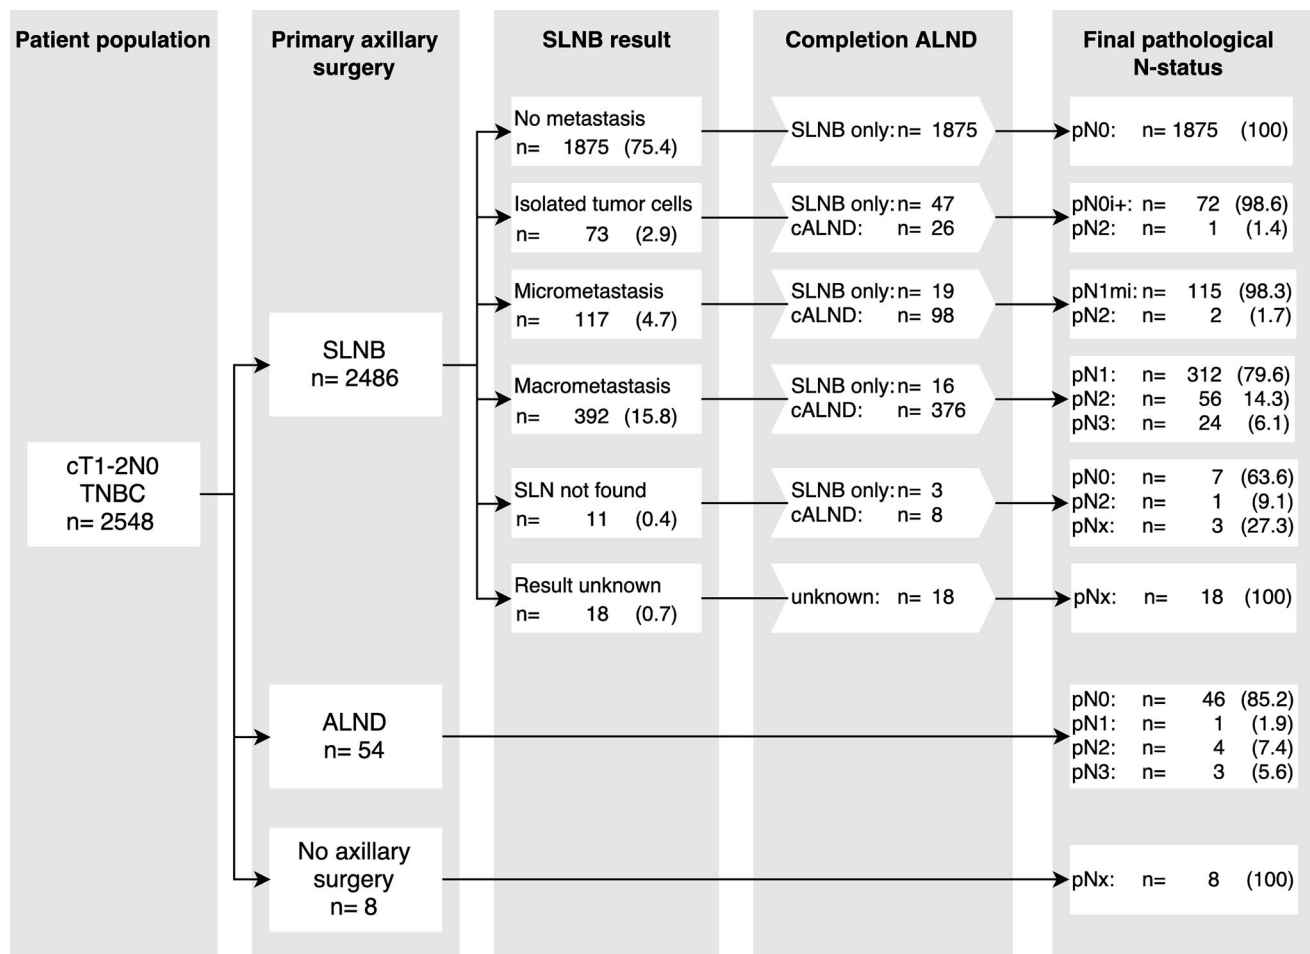 Patient population
Primary axillary
surgery
SLNB result
Completion ALND
Final pathological
N-status
No metastasis
n= 1875 (75.4)
SLNB only: n= 1875
pN0: n= 1875 (100)
Isolated tumor cells
n= 73 (2.9)
SLNB only: n= 47
cALND: n= 26
pN0i+: n= 72 (98.6)
pN2: n= 1 (1.4)
Micrometastasis
n= 117 (4.7)
SLNB only: n= 19
cALND: n= 98
pN1mi: n= 115 (98.3)
pN2: n= 2 (1.7)
SLNB
n= 2486
Macrometastasis
n= 392 (15.8)
SLNB only: n= 16
cALND: n= 376
pN1: n= 312 (79.6)
pN2: n= 56 14.3)
pN3: n= 24 (6.1)
cT1-2N0
TNBC
n= 2548
SLN not found
n= 11 (0.4)
SLNB only: n= 3
cALND: n= 8
pN0: n= 7 (63.6)
pN2: n= 1 (9.1)
pNx: n= 3 (27.3)
Result unknown
n= 18 (0.7)
unknown: n= 18
pNx: n= 18 (100)
ALND
n= 54
pN0: n= 46 (85.2)
pN1: n= 1 (1.9)
pN2: n= 4 (7.4)
pN3: n= 3 (5.6)
No axillary
surgery
n= 8
pNx: n= 8 (100)